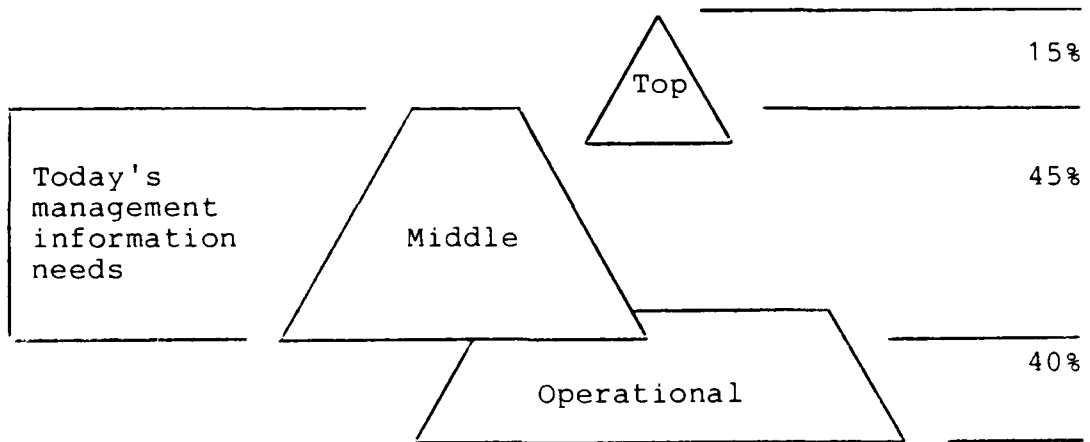 15%
Top
45%
Today's
management
information
needs
Middle
40%
Operational